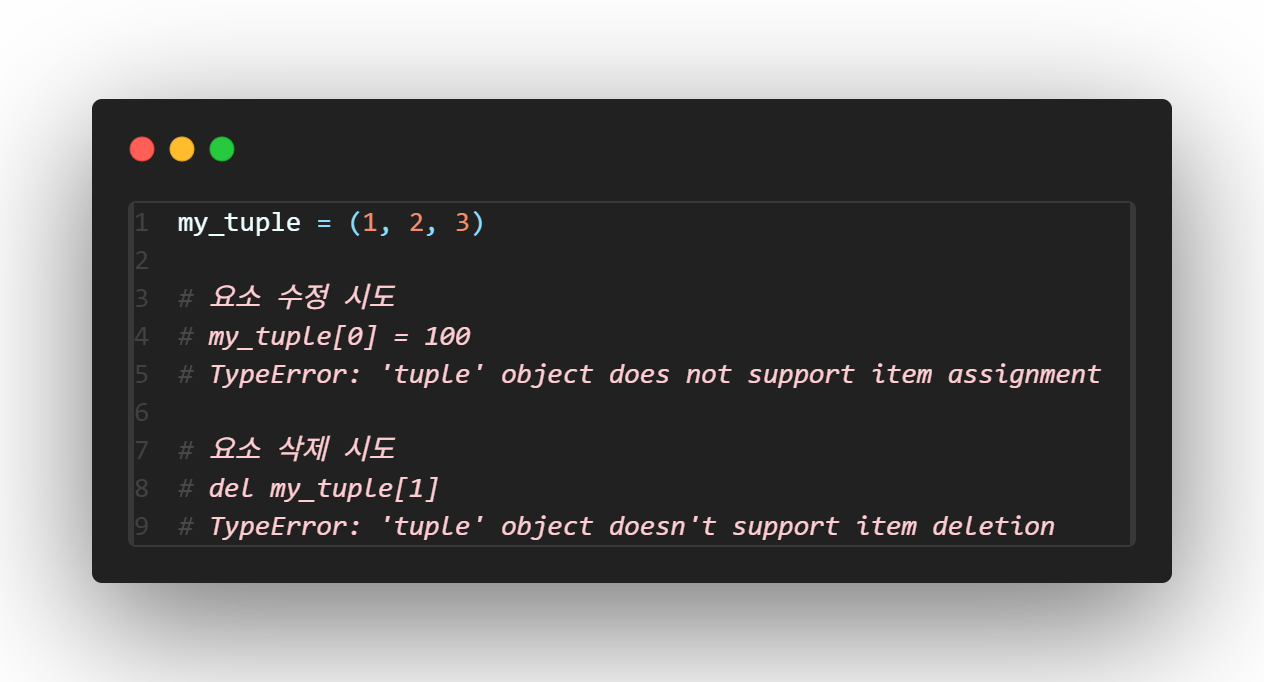 1 my_tuple = (1, 2, 3)
2
3 # 요소 수정 시도
4 # my_tuple[0] = 100
5 # TypeError: 'tuple' object does not support item assignment
6
7 # 요소 삭제 시도
8 # del my_tuple[1]
9 # TypeError: 'tuple' object doesn't support item deletion